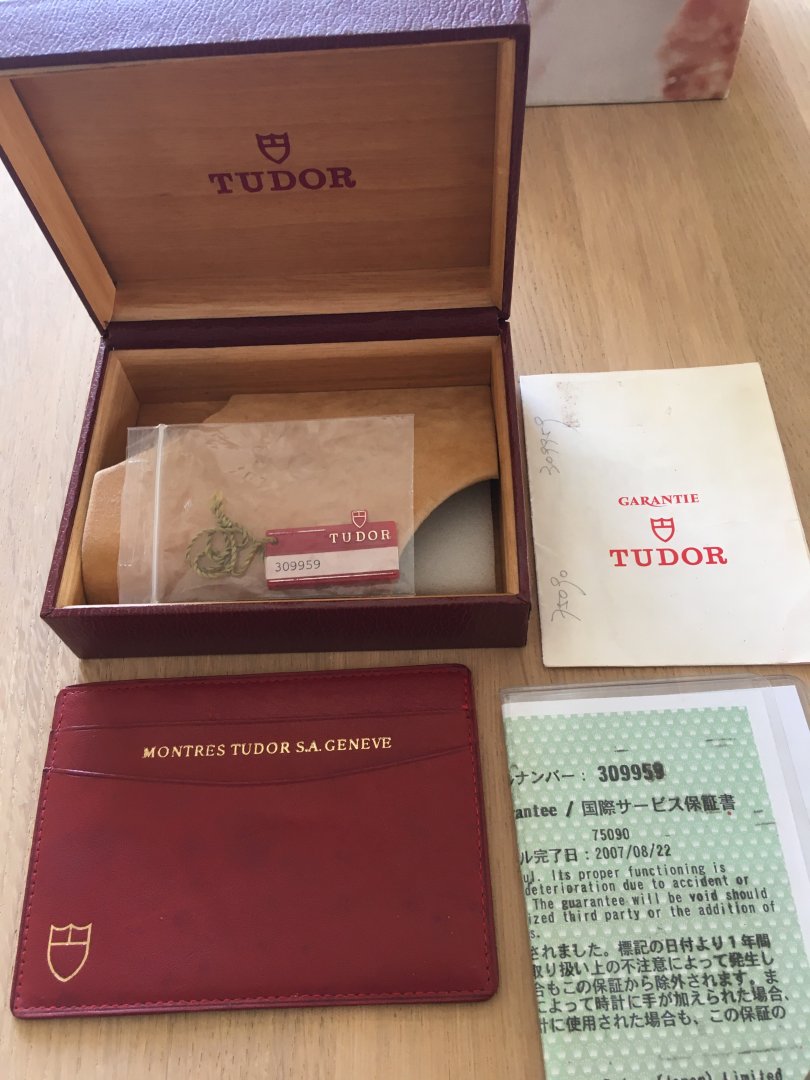 TUDOR
TUDOR
309959
309959
75090
GARANTIE
TUDOR
MONTRES TUDOR S.A. GENEVE
ナンバー: 309959
antee / 国際サービス保証書
75090
ル完了日: 2007/08/22
ul. Its proper functioning is
deterioration due to accident or
The guarantee will be void should
ized third party or the addition of
s.
されました。標記の日付より1年間
取り扱い上の不注意によって発生し
合もこの保証から除外されます。ま
によって時計に手が加えられた場合、
計に使用された場合も、この保証の
(Japan) Limited